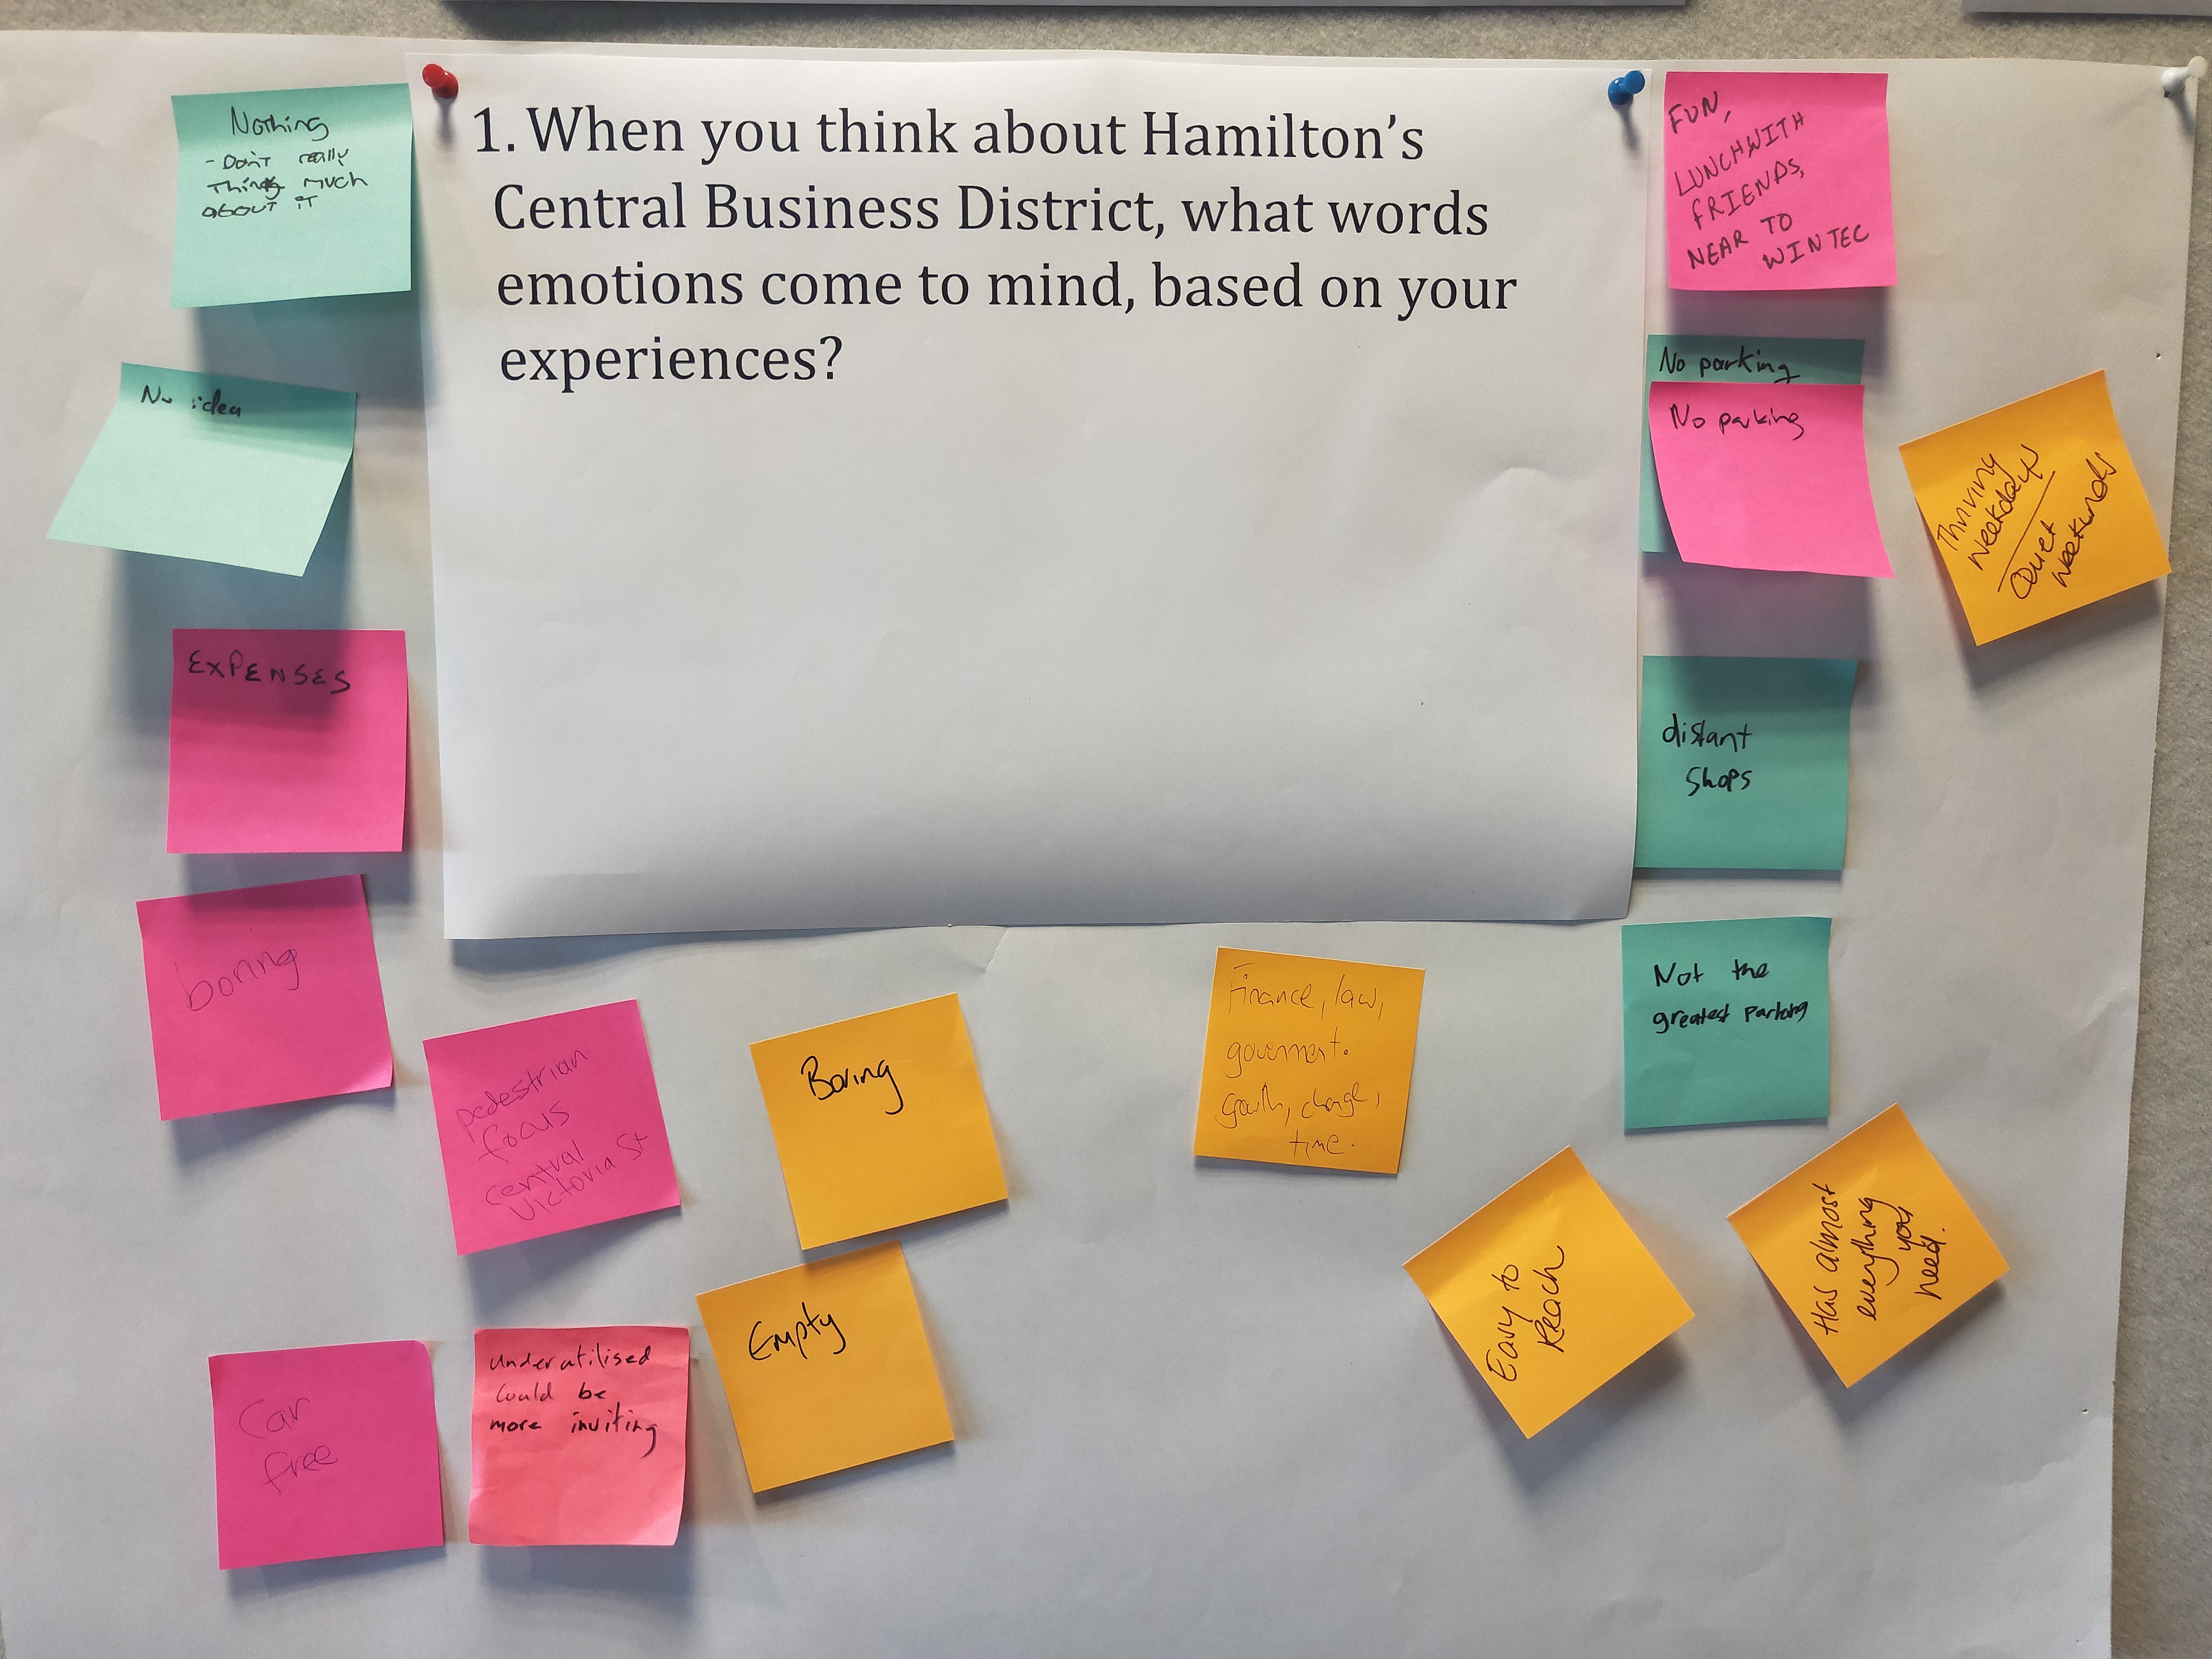 1. When you think about Hamilton's
Central Business District, what words
emotions come to mind, based on your
experiences?
Nothing
- Don't really
Think much
about it
No idea
EXPENSES
boring
pedestrian
focus
central
Victoria St
Car
free
Underutilised
Could be
more inviting
Boring
Empty
Finance, law,
government.
Growth, change,
time.
FUN,
LUNCH WITH
FRIENDS,
NEAR TO
WINTEC
No parking
No parking
Thriving
weekdays
Quiet
weekends
distant
Shops
Not the
greatest parking
Easy to
Reach
Has almost
everything
you
need.